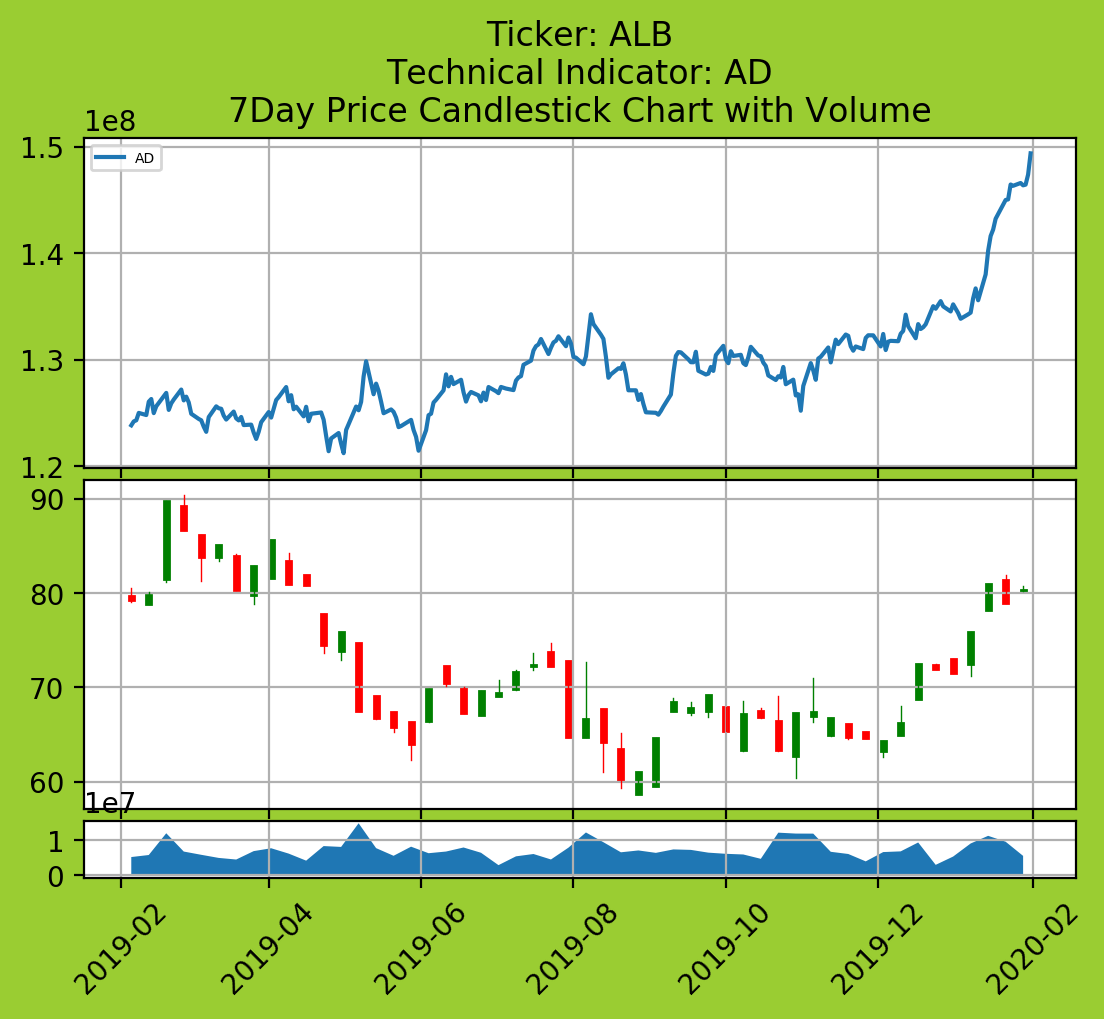 Ticker: ALB
Technical Indicator: AD
7Day Price Candlestick Chart with Volume
1e8
1.5
AD
1.4
1.3
1.2
90
80
70
60
1e7
1
0
2019-02 2019-04 2019-06 2019-08 2019-10 2019-12 2020-02